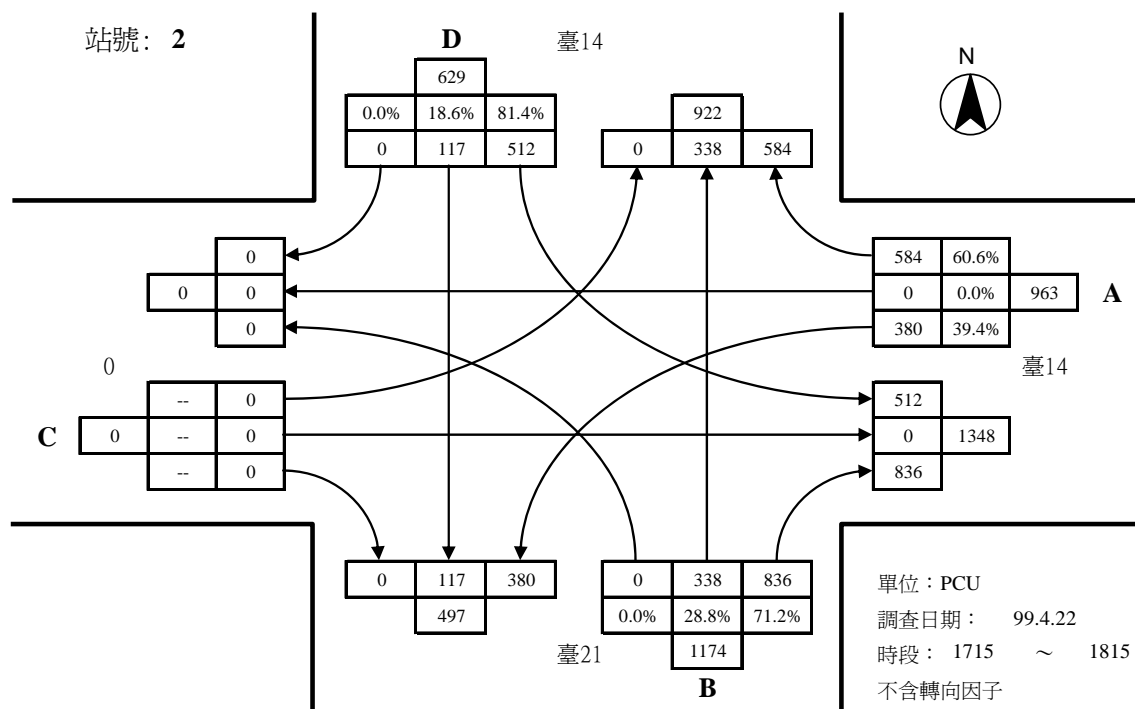 站號: 2
D
臺14
N
629
0.0% 18.6% 81.4%
0 117 512
922
0 338 584
0
0 0
0
584 60.6%
0 0.0% 963
380 39.4%
A
臺14
0
-- 0
0 -- 0
-- 0
C
512
0 1348
836
0 117 380
497
臺21
0 338 836
0.0% 28.8% 71.2%
1174
B
單位：PCU
調查日期： 99.4.22
時段： 1715 ～ 1815
不含轉向因子